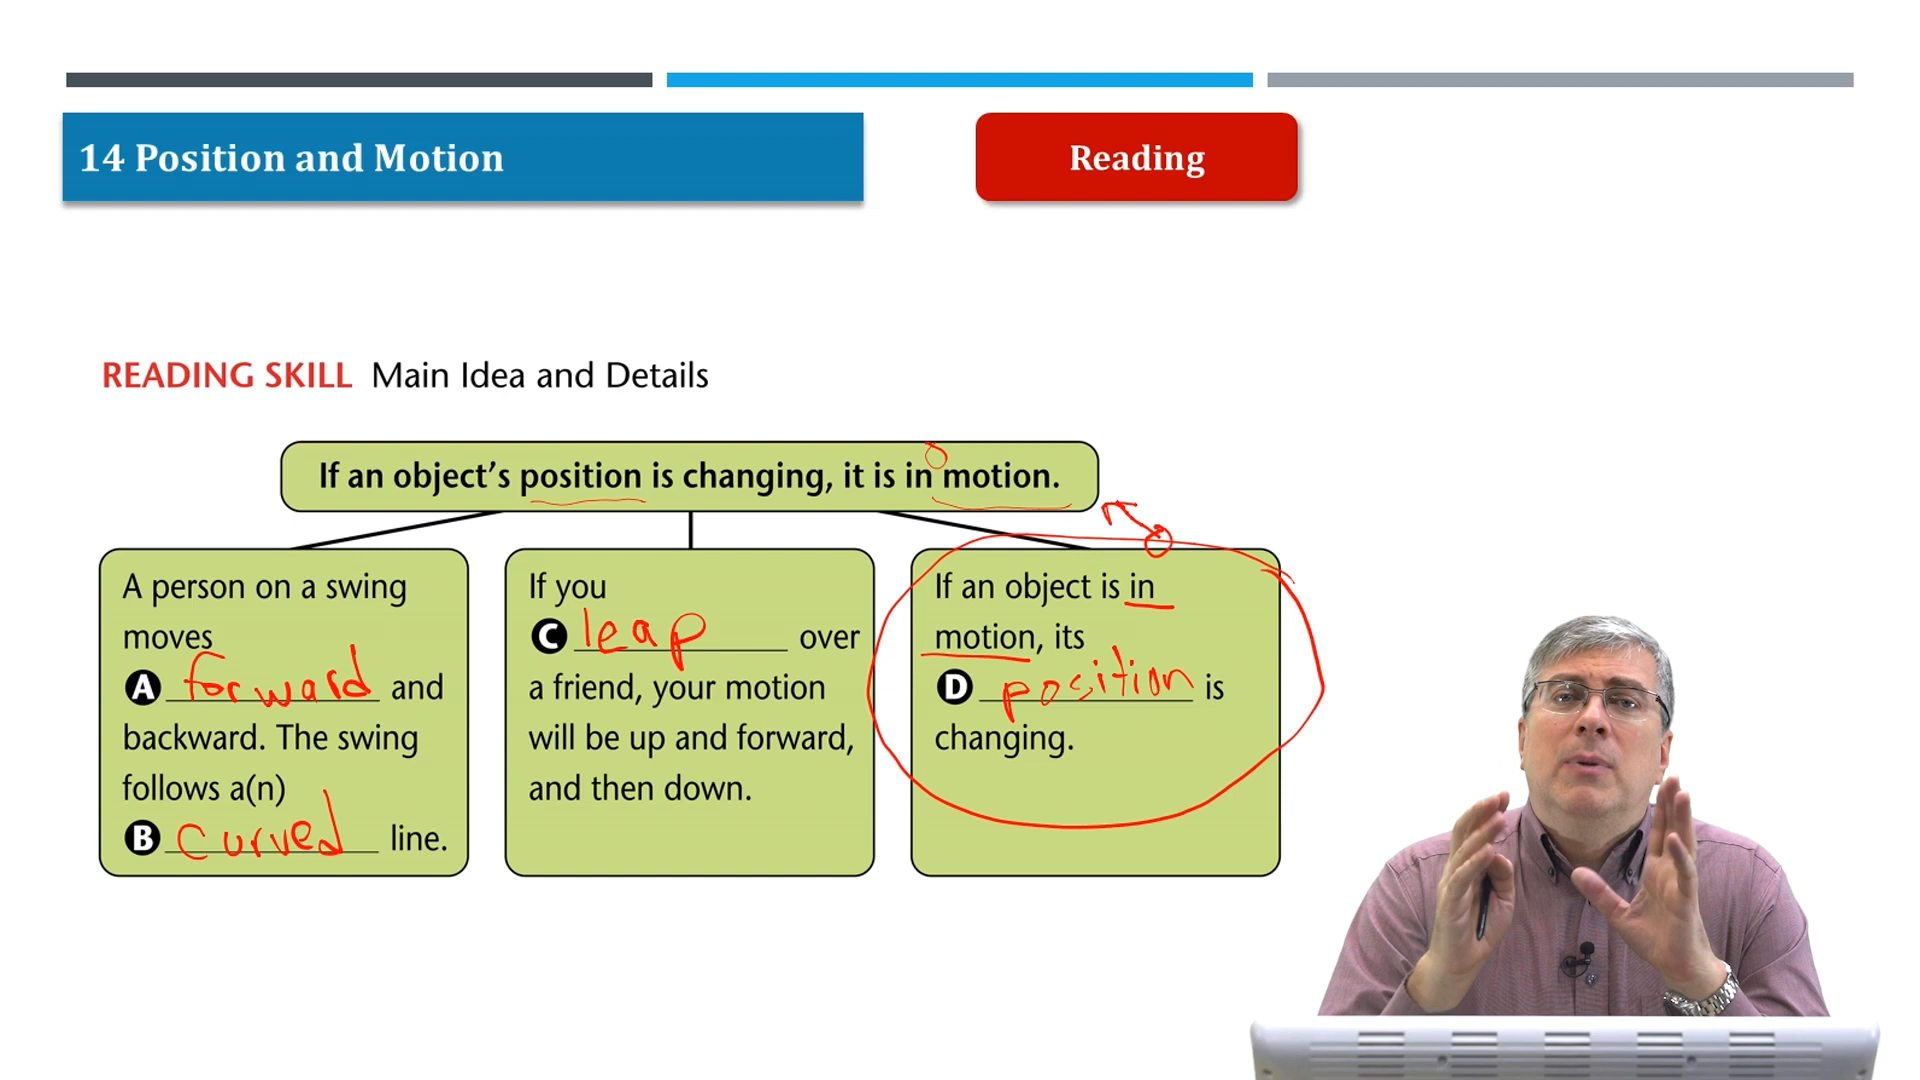 14 Position and Motion
Reading
READING SKILL Main Idea and Details
If an object's position is changing, it is in motion.
A person on a swing
moves
A forward and
backward. The swing
follows a(n)
B curved line.
If you
C leap over
a friend, your motion
will be up and forward,
and then down.
If an object is in
motion, its
D position is
changing.